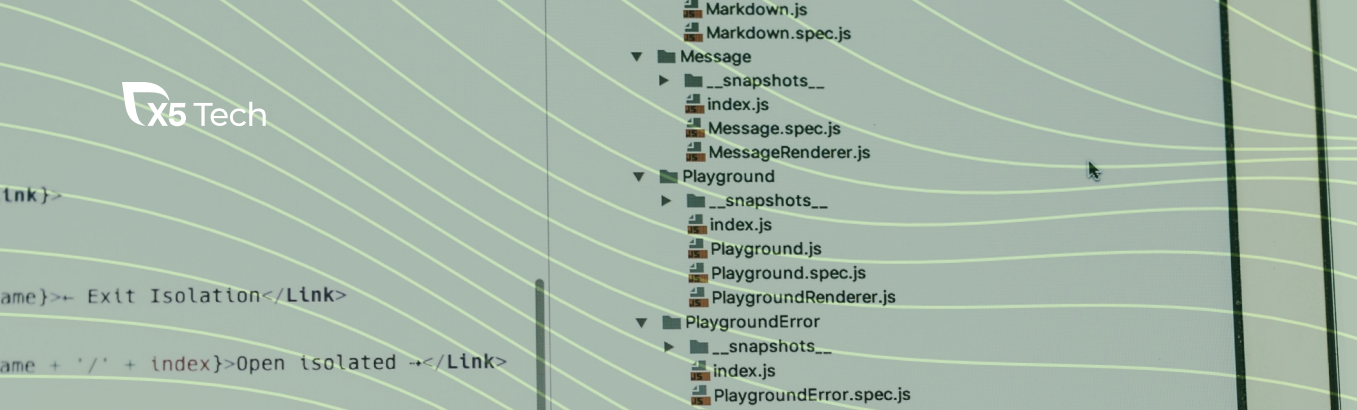 X5 Tech
ink}>
ame}>← Exit Isolation</Link>
ame + '/' + index}>Open isolated ⇢</Link>
Markdown.js
Markdown.spec.js
Message
__snapshots__
index.js
Message.spec.js
MessageRenderer.js
Playground
__snapshots__
index.js
Playground.js
Playground.spec.js
PlaygroundRenderer.js
PlaygroundError
__snapshots__
index.js
PlaygroundError.spec.js